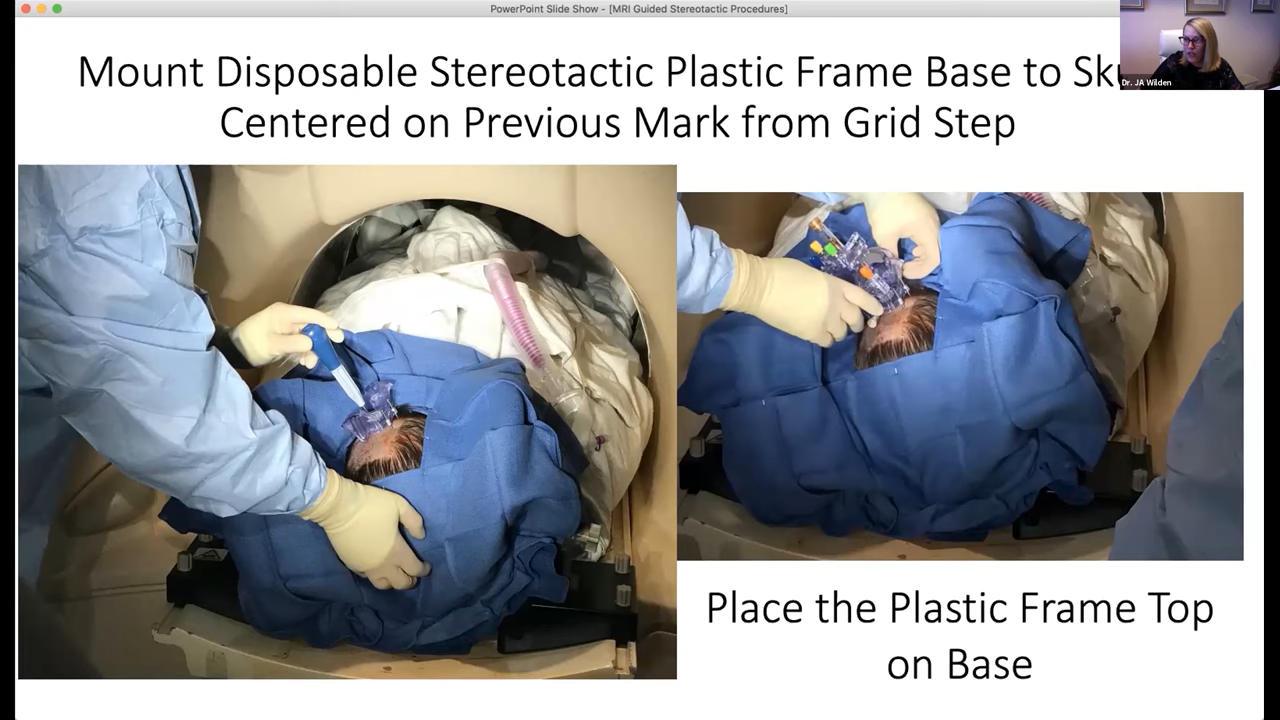 PowerPoint Slide Show - [MRI Guided Stereotactic Procedures]
Dr. JA Wilden
Mount Disposable Stereotactic Plastic Frame Base to Sku
Centered on Previous Mark from Grid Step
Place the Plastic Frame Top
on Base